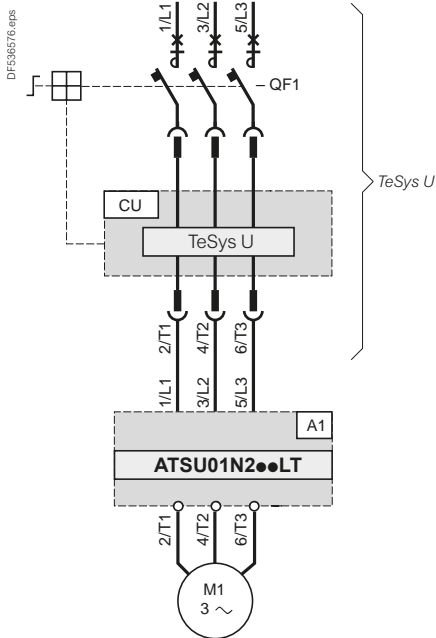 DF536576.eps
1/L1
3/L2
5/L3
QF1
TeSys U
CU
TeSys U
2/T1
4/T2
6/T3
1/L1
3/L2
5/L3
A1
ATSU01N2●●LT
2/T1
4/T2
6/T3
M1
3 ~